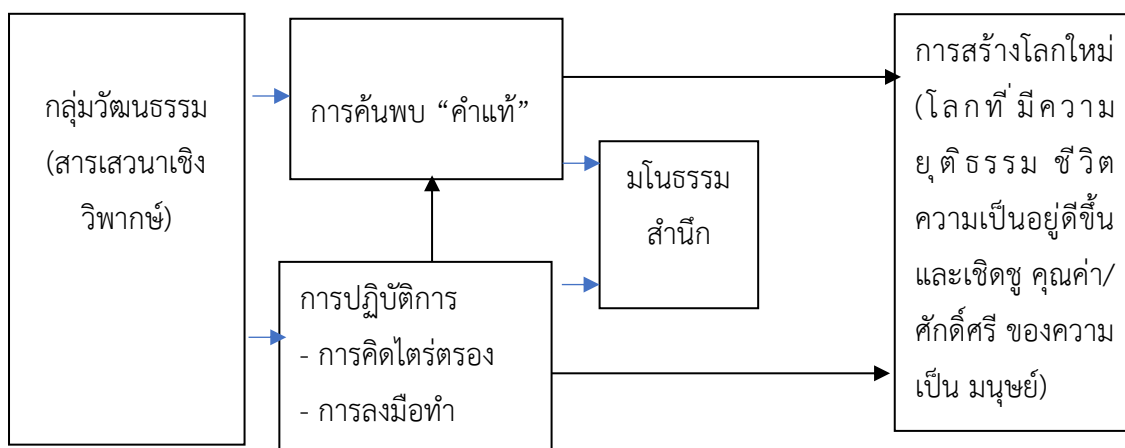 กลุ่มวัฒนธรรม
(สารเสวนาเชิง
วิพากษ์)
การค้นพบ “คำแท้”
การปฏิบัติการ
- การคิดไตร่ตรอง
- การลงมือทำ
มโนธรรม
สำนึก
การสร้างโลกใหม่
(โลกที่มีความ
ยุติธรรม ชีวิต
ความเป็นอยู่ดีขึ้น
และเชิดชู คุณค่า/
ศักดิ์ศรี ของความ
เป็น มนุษย์)